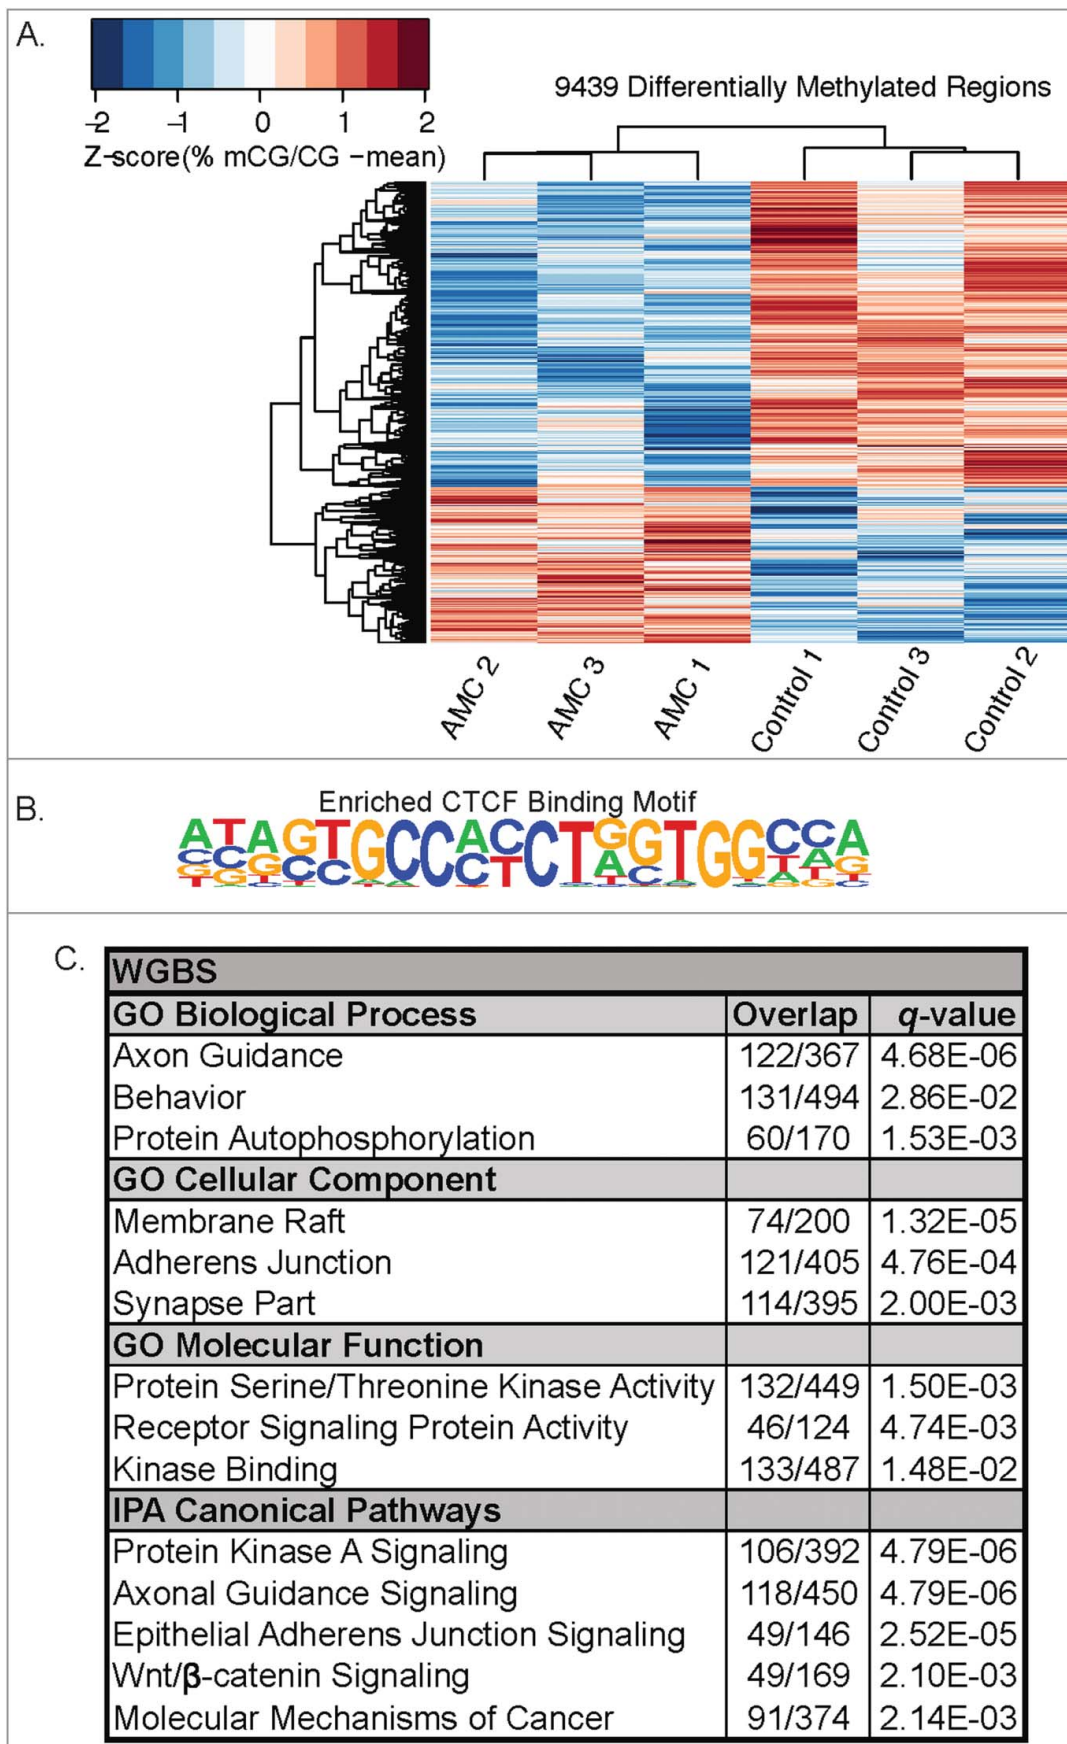 A.
–2 –1 0 1 2
Z–score(% mCG/CG –mean)
9439 Differentially Methylated Regions
AMC 2 AMC 3 AMC 1 Control 1 Control 3 Control 2
B.
Enriched CTCF Binding Motif
ATAGTGCCACCTGGTGGCCA
C.
WGBS
GO Biological Process Overlap q-value
Axon Guidance 122/367 4.68E-06
Behavior 131/494 2.86E-02
Protein Autophosphorylation 60/170 1.53E-03
GO Cellular Component
Membrane Raft 74/200 1.32E-05
Adherens Junction 121/405 4.76E-04
Synapse Part 114/395 2.00E-03
GO Molecular Function
Protein Serine/Threonine Kinase Activity 132/449 1.50E-03
Receptor Signaling Protein Activity 46/124 4.74E-03
Kinase Binding 133/487 1.48E-02
IPA Canonical Pathways
Protein Kinase A Signaling 106/392 4.79E-06
Axonal Guidance Signaling 118/450 4.79E-06
Epithelial Adherens Junction Signaling 49/146 2.52E-05
Wnt/β-catenin Signaling 49/169 2.10E-03
Molecular Mechanisms of Cancer 91/374 2.14E-03